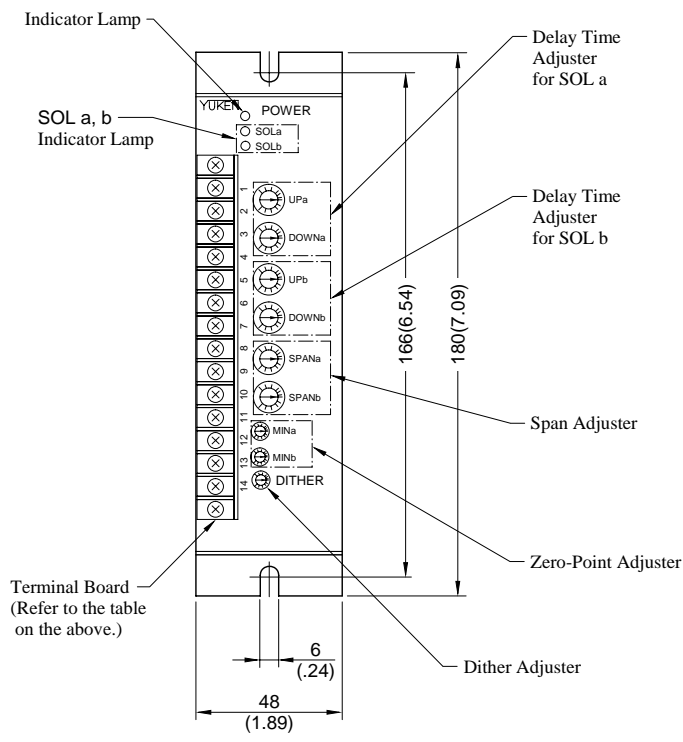 Indicator Lamp
Delay Time
Adjuster
for SOL a
YUKEN
POWER
SOL a, b
Indicator Lamp
SOLa
SOLb
1
2
3
4
5
6
7
8
9
10
11
12
13
14
UPa
DOWNa
UPb
DOWNb
SPANa
SPANb
MINa
MINb
DITHER
Delay Time
Adjuster
for SOL b
166(6.54)
180(7.09)
Span Adjuster
Zero-Point Adjuster
Terminal Board
(Refer to the table
on the above.)
6
(.24)
Dither Adjuster
48
(1.89)